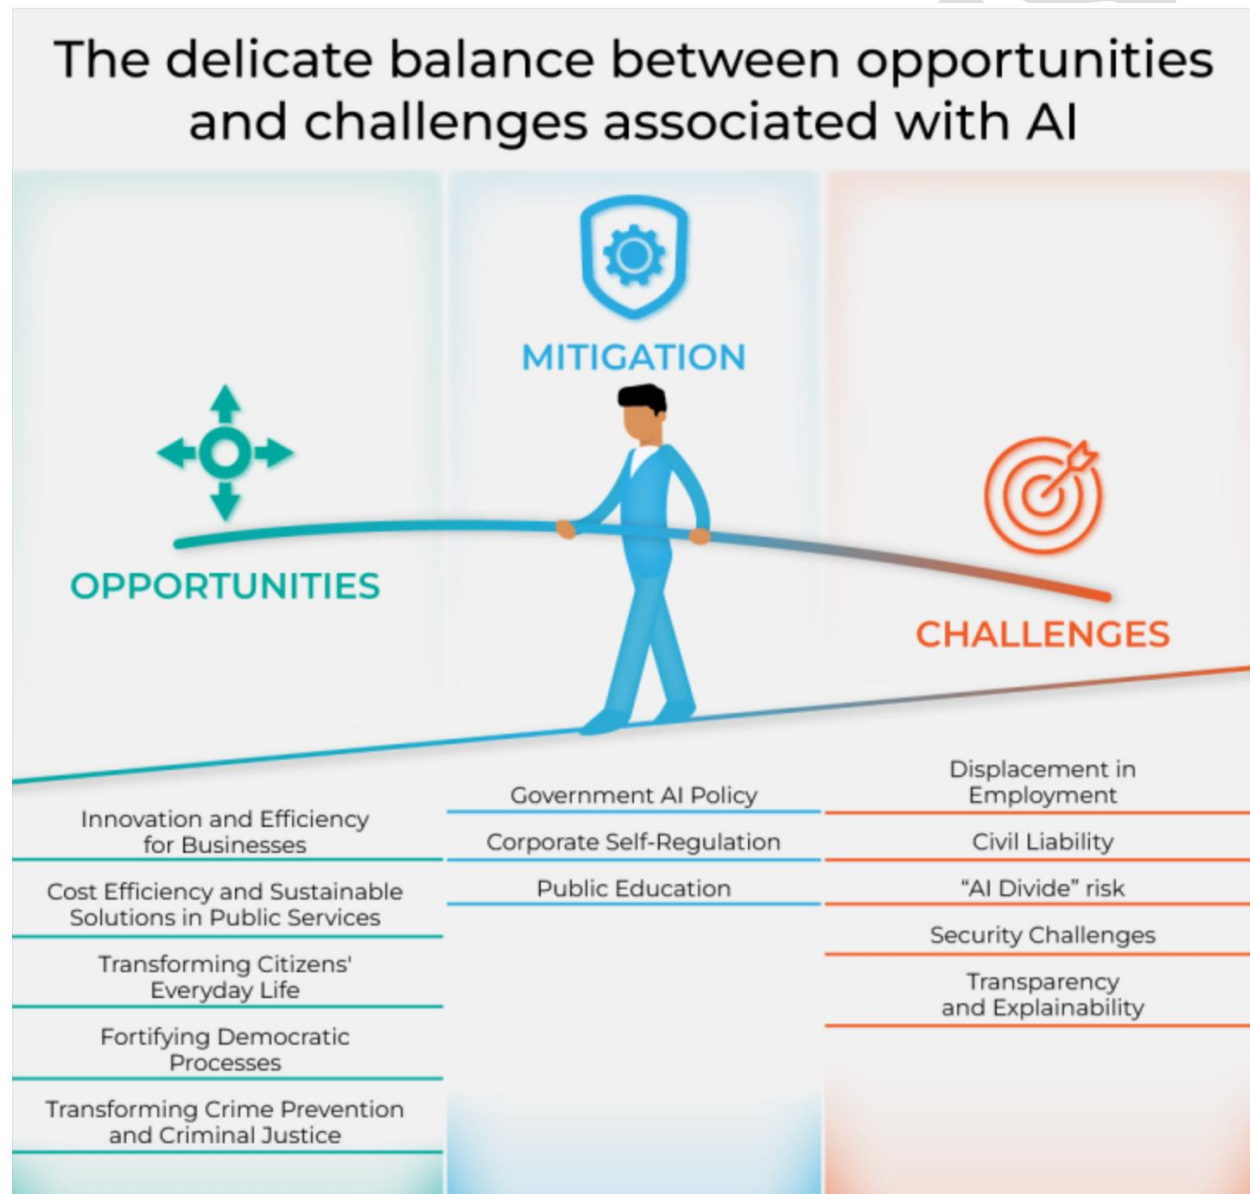 The delicate balance between opportunities
and challenges associated with AI
MITIGATION
OPPORTUNITIES
CHALLENGES
Innovation and Efficiency
for Businesses
Cost Efficiency and Sustainable
Solutions in Public Services
Transforming Citizens'
Everyday Life
Fortifying Democratic
Processes
Transforming Crime Prevention
and Criminal Justice
Government AI Policy
Corporate Self-Regulation
Public Education
Displacement in
Employment
Civil Liability
“AI Divide” risk
Security Challenges
Transparency
and Explainability